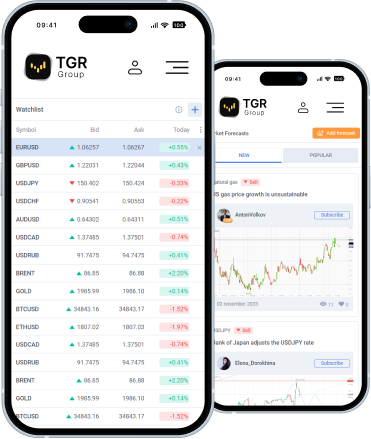 09:41
TGR
Group
Watchlist
Symbol Bid Ask Today
EURUSD 1.06257 1.06267 +0.55%
GBPUSD 1.22031 1.22044 +0.43%
USDJPY 150.402 150.424 -0.33%
USDCHF 0.90541 0.90553 -0.22%
AUDUSD 0.64302 0.64311 +0.51%
USDCAD 1.37485 1.37501 -0.74%
USDRUB 91.7475 94.7475 +0.41%
BRENT 86.85 86.88 +2.20%
GOLD 1985.99 1986.10 +0.14%
BTCUSD 34843.16 34843.17 -1.52%
ETHUSD 1807.02 1807.03 -1.97%
USDCAD 1.37485 1.37501 -0.74%
USDRUB 91.7475 94.7475 +0.41%
BRENT 86.85 86.88 +2.20%
GOLD 1985.99 1986.10 +0.14%
BTCUSD 34843.16 34843.17 -1.52%
09:41
TGR
Group
rket Forecasts Add forecast
NEW POPULAR
atural gas Sell
US gas price growth is unsustainable
AntonVolkov Subscribe
02 november 2023 11 0
USDJPY Sell
Bank of Japan adjusts the USDJPY rate
Elena_Dorokhina Subscribe